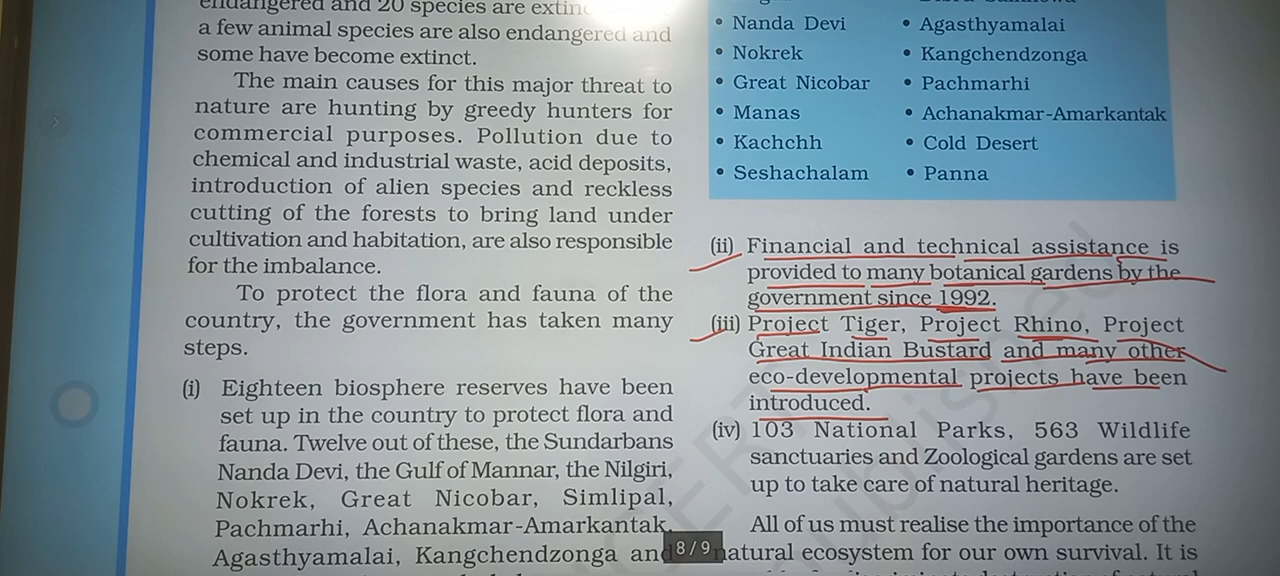 endangered and 20 species are extinc
a few animal species are also endangered and
some have become extinct.
The main causes for this major threat to
nature are hunting by greedy hunters for
commercial purposes. Pollution due to
chemical and industrial waste, acid deposits,
introduction of alien species and reckless
cutting of the forests to bring land under
cultivation and habitation, are also responsible
for the imbalance.
To protect the flora and fauna of the
country, the government has taken many
steps.
(i) Eighteen biosphere reserves have been
set up in the country to protect flora and
fauna. Twelve out of these, the Sundarbans
Nanda Devi, the Gulf of Mannar, the Nilgiri,
Nokrek, Great Nicobar, Simlipal,
Pachmarhi, Achanakmar-Amarkantak,
Agasthyamalai, Kangchendzonga and
• Nanda Devi
• Nokrek
• Great Nicobar
• Manas
• Kachchh
• Seshachalam
• Agasthyamalai
• Kangchendzonga
• Pachmarhi
• Achanakmar-Amarkantak
• Cold Desert
• Panna
(ii) Financial and technical assistance is
provided to many botanical gardens by the
government since 1992.
(iii) Project Tiger, Project Rhino, Project
Great Indian Bustard and many other
eco-developmental projects have been
introduced.
(iv) 103 National Parks, 563 Wildlife
sanctuaries and Zoological gardens are set
up to take care of natural heritage.
All of us must realise the importance of the
natural ecosystem for our own survival. It is
8 / 9